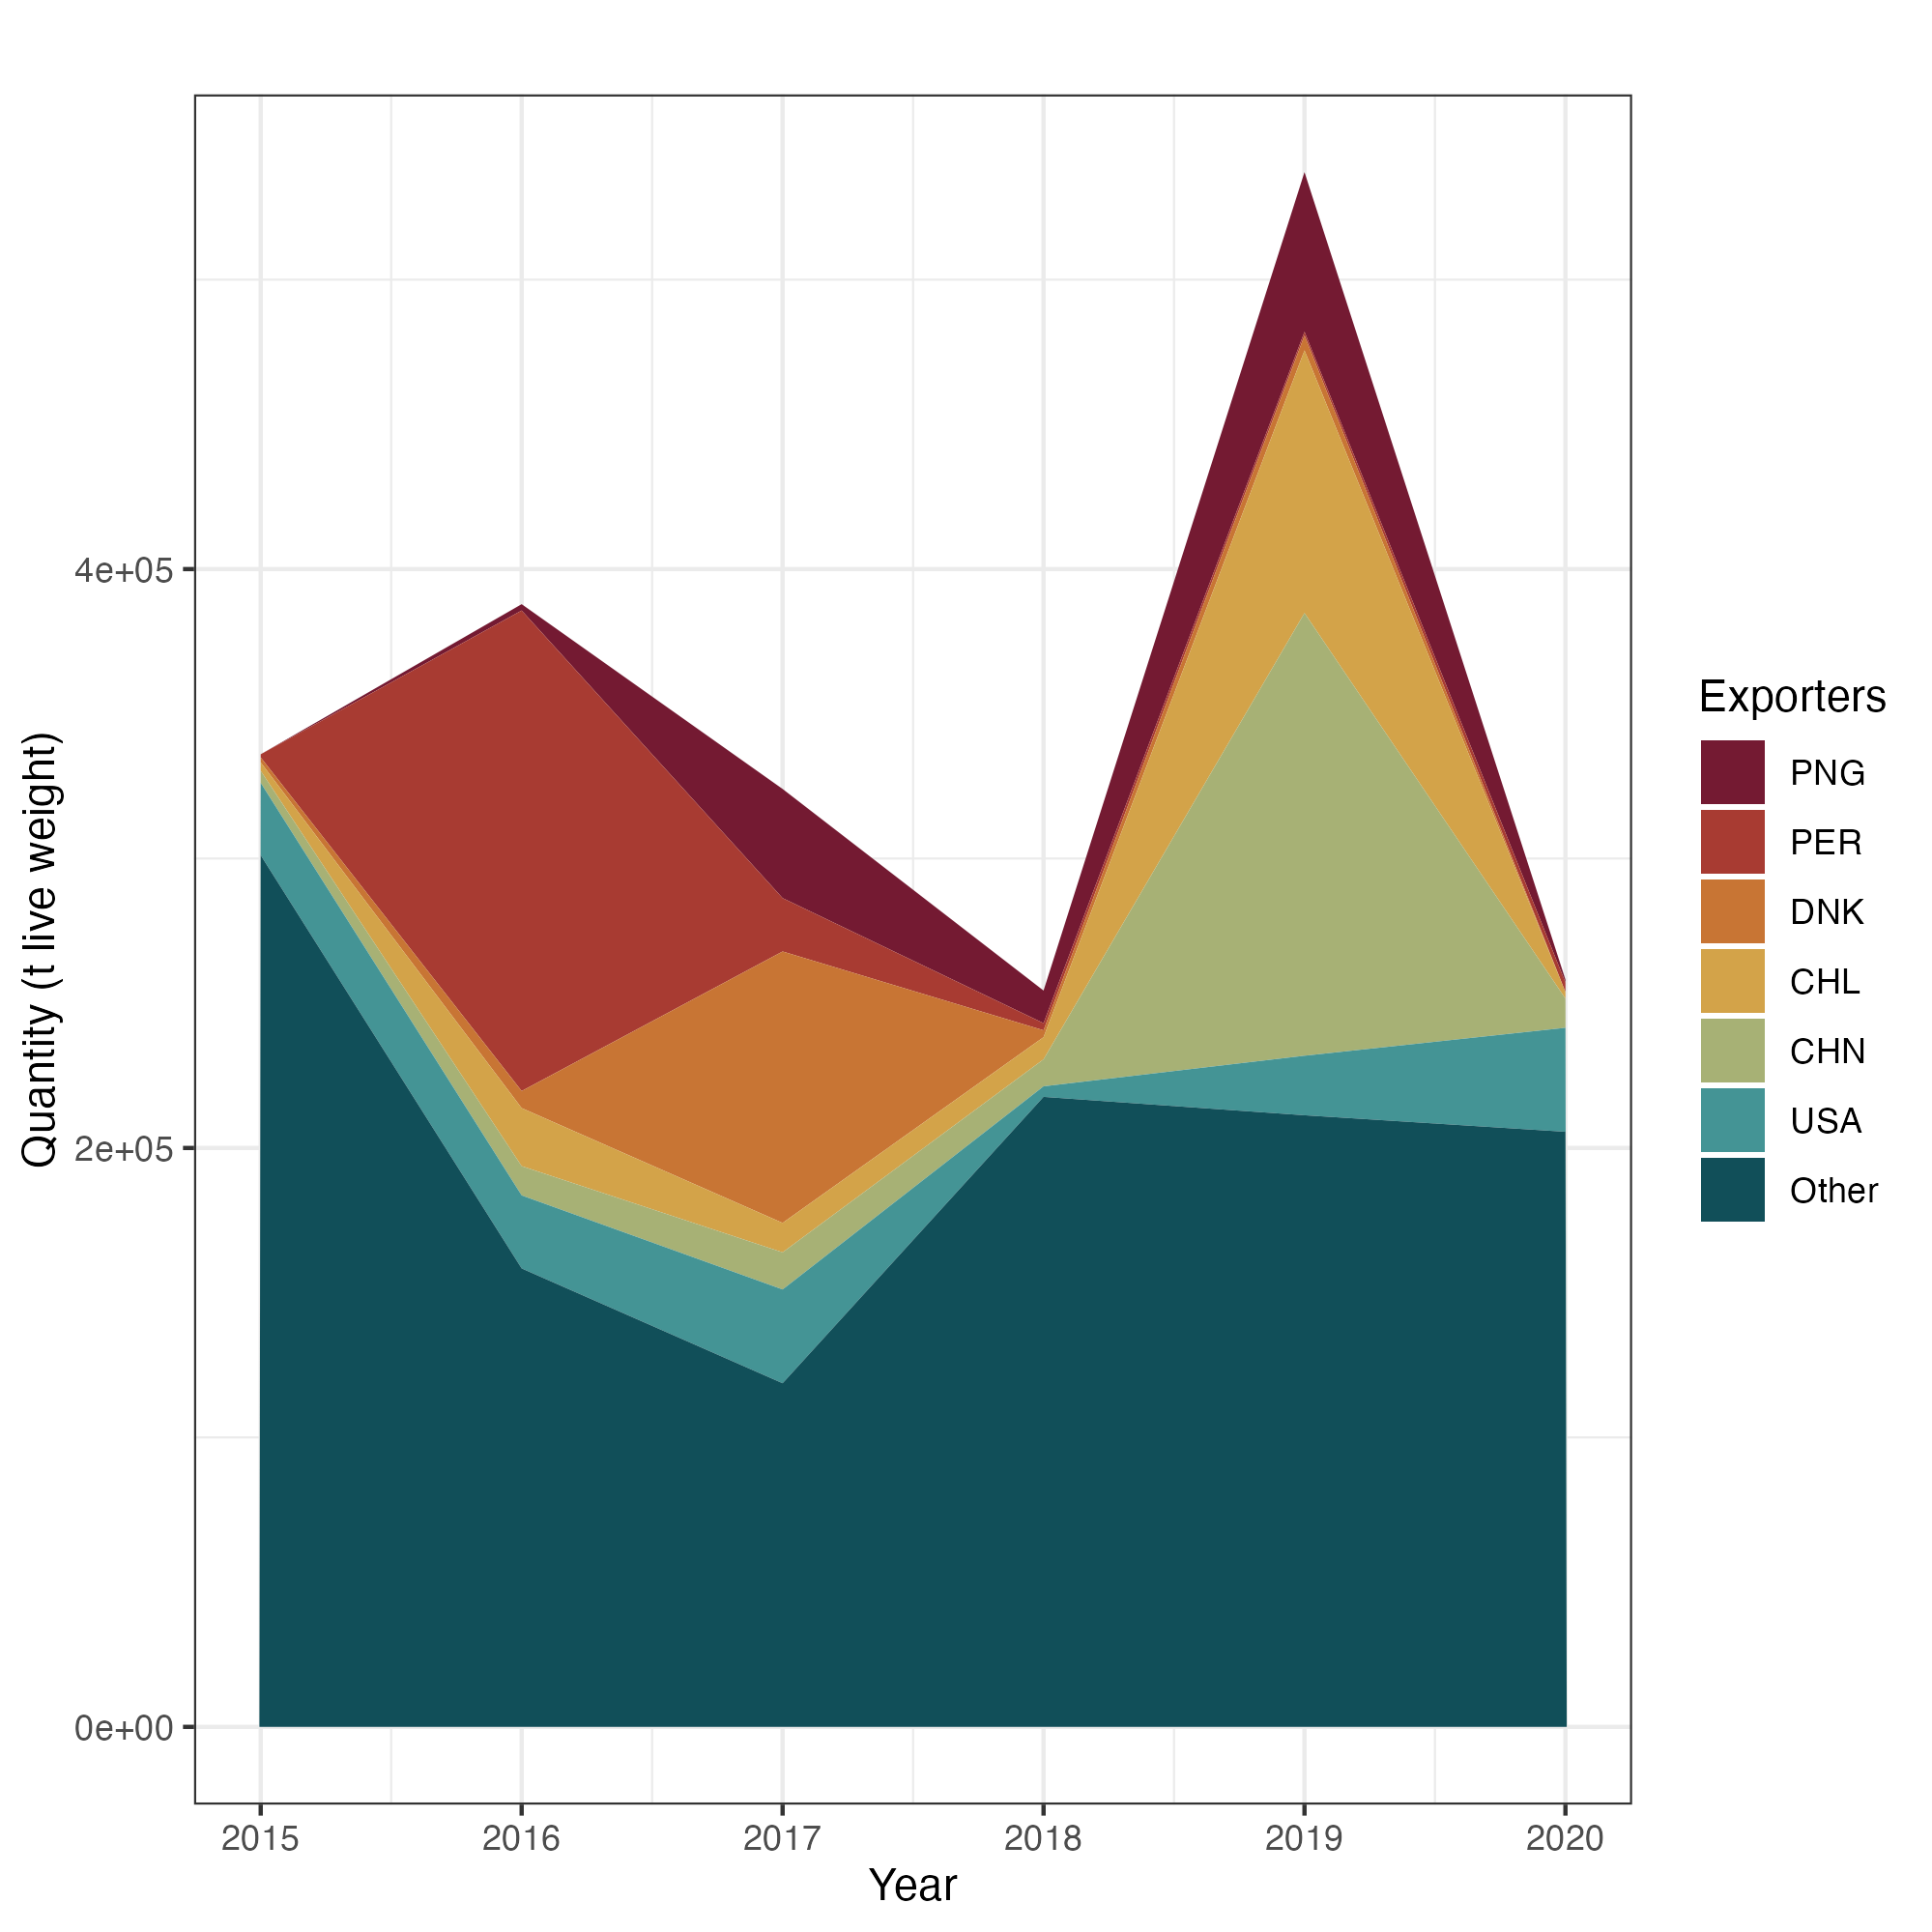 Quantity (t live weight)
4e+05
2e+05
0e+00
2015 2016 2017 2018 2019 2020
Year
Exporters
PNG
PER
DNK
CHL
CHN
USA
Other